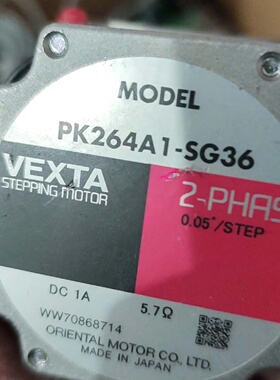 MODEL
PK264A1-SG36
VEXTA
STEPPING MOTOR
2-PHAS
0.05°/STEP
DC 1A 5.7Ω
WW70868714
ORIENTAL MOTOR CO., LTD.
MADE IN JAPAN